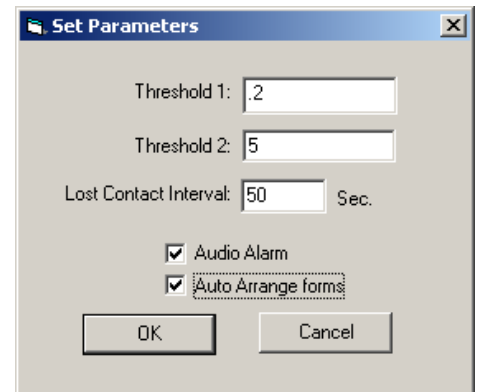 Set Parameters
Threshold 1: .2
Threshold 2: 5
Lost Contact Interval: 50 Sec.
Audio Alarm
Auto Arrange forms
OK Cancel